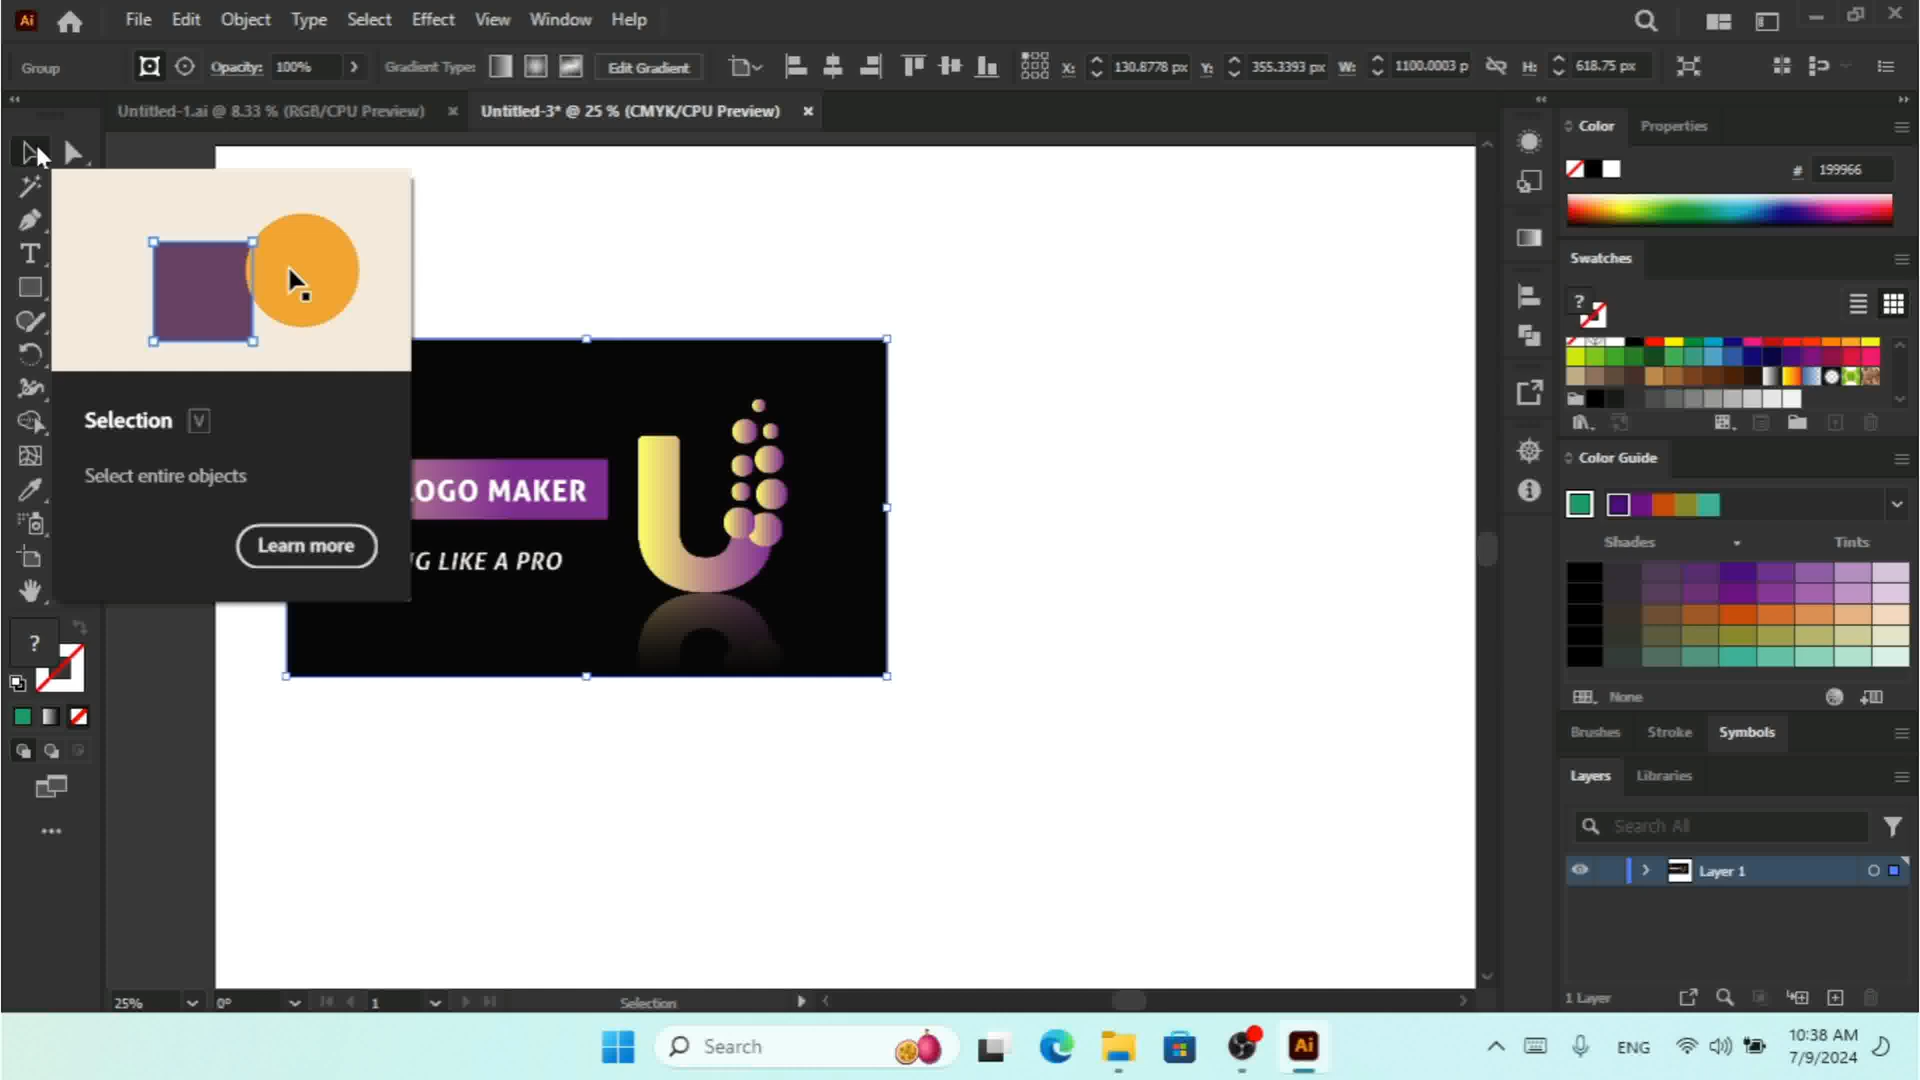 Ai File Edit Object Type Select Effect View Window Help
Group Opacity: 100% Gradient Type: Edit Gradient X: 130.8778 px Y: 355.3393 px W: 1100.0003 p H: 618.75 px
Untitled-1.ai @ 8.33 % (RGB/CPU Preview) × Untitled-3* @ 25 % (CMYK/CPU Preview) ×
Color Properties
# 199966
Swatches
?
Selection V
Select entire objects
Learn more
LOGO MAKER
G LIKE A PRO
Color Guide
Shades Tints
None
?
Brushes Stroke Symbols
Layers Libraries
Search All
Layer 1
25% 0° 1 Selection
1 Layer
Search
Ai
ENG
10:38 AM
7/9/2024